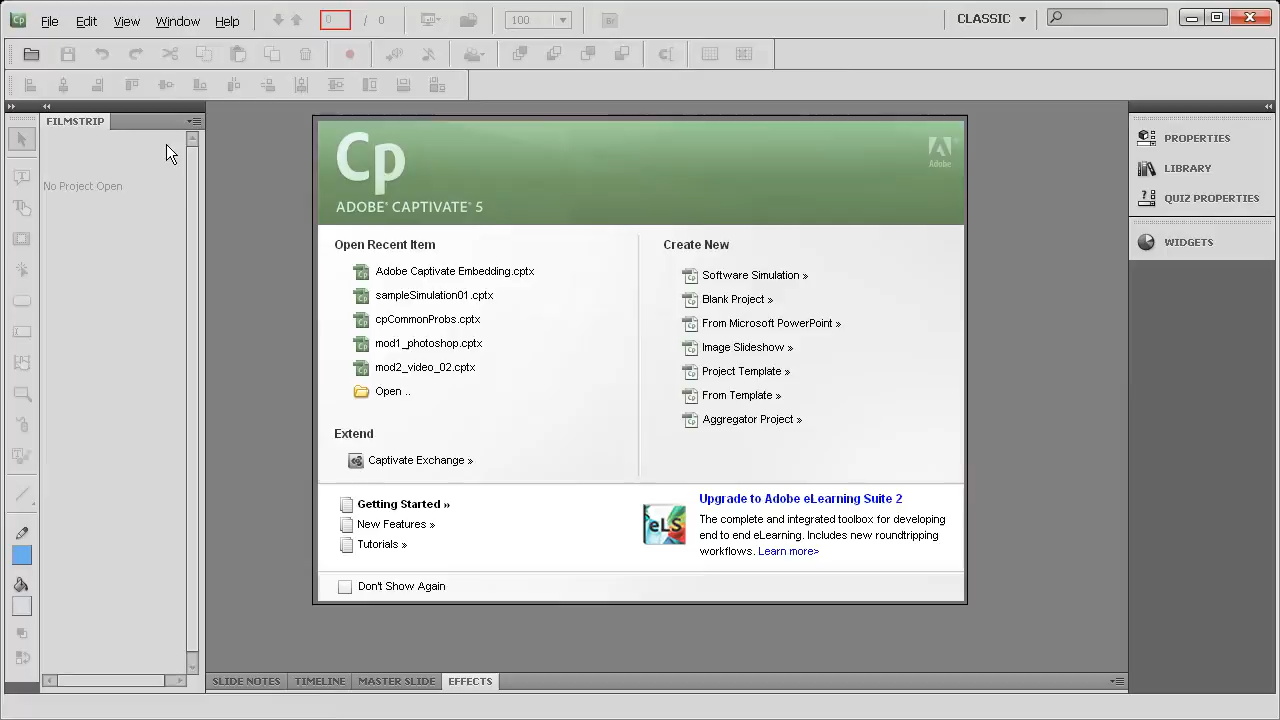 Cp File Edit View Window Help 0 / 0 100 Br CLASSIC
FILMSTRIP
No Project Open
Cp
Adobe
ADOBE® CAPTIVATE® 5
Open Recent Item
Adobe Captivate Embedding.cptx
sampleSimulation01.cptx
cpCommonProbs.cptx
mod1_photoshop.cptx
mod2_video_02.cptx
Open ..
Extend
Captivate Exchange »
Create New
Software Simulation »
Blank Project »
From Microsoft PowerPoint »
Image Slideshow »
Project Template »
From Template »
Aggregator Project »
Getting Started »
New Features »
Tutorials »
eLS
Upgrade to Adobe eLearning Suite 2
The complete and integrated toolbox for developing
end to end eLearning. Includes new roundtripping
workflows. Learn more>
Don't Show Again
PROPERTIES
LIBRARY
QUIZ PROPERTIES
WIDGETS
SLIDE NOTES TIMELINE MASTER SLIDE EFFECTS